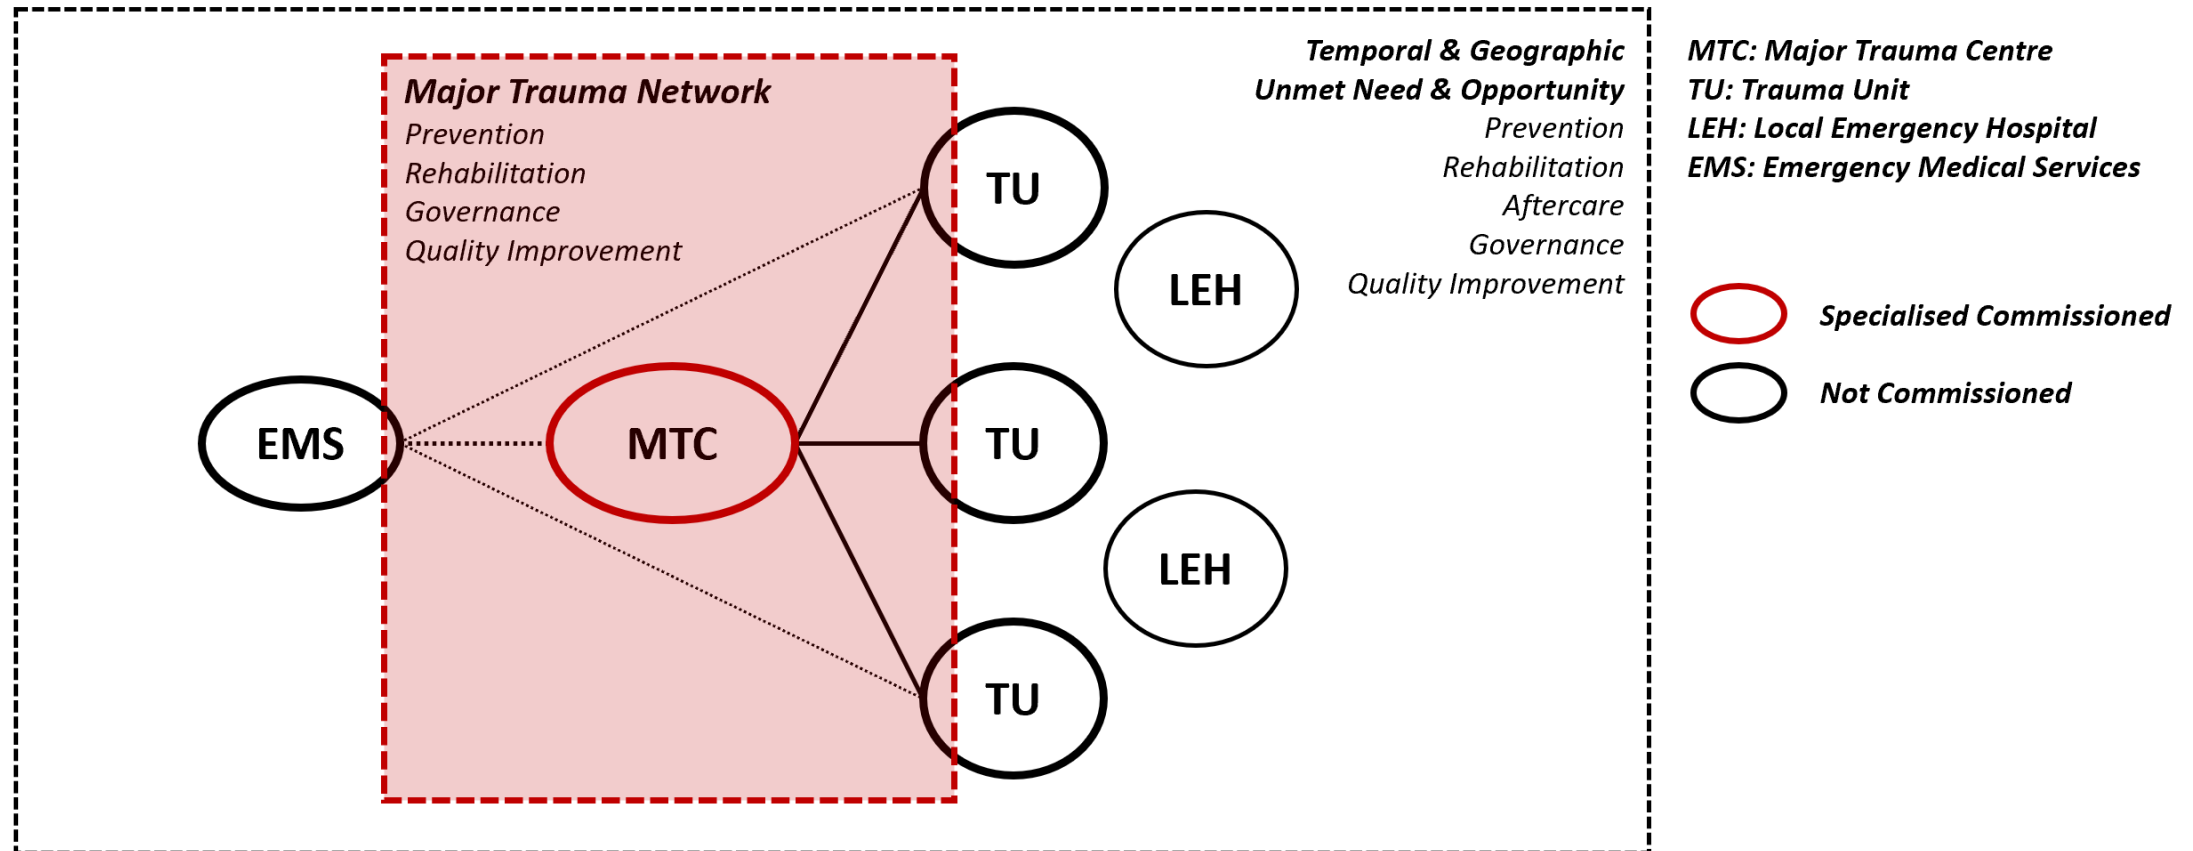 Major Trauma Network
Prevention
Rehabilitation
Governance
Quality Improvement
Temporal & Geographic
Unmet Need & Opportunity
Prevention
Rehabilitation
Aftercare
Governance
Quality Improvement
MTC: Major Trauma Centre
TU: Trauma Unit
LEH: Local Emergency Hospital
EMS: Emergency Medical Services
Specialised Commissioned
Not Commissioned
TU
LEH
EMS
MTC
TU
LEH
TU